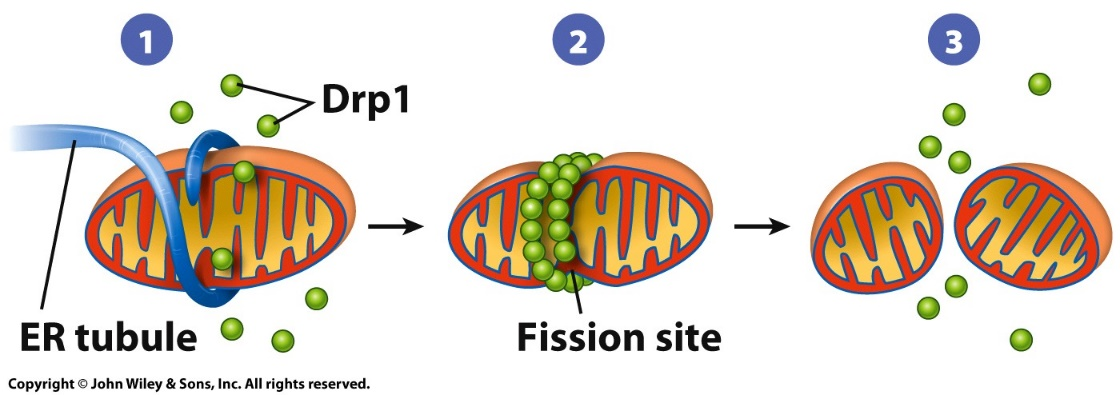 1
2
3
Drp1
ER tubule
Fission site
Copyright © John Wiley & Sons, Inc. All rights reserved.